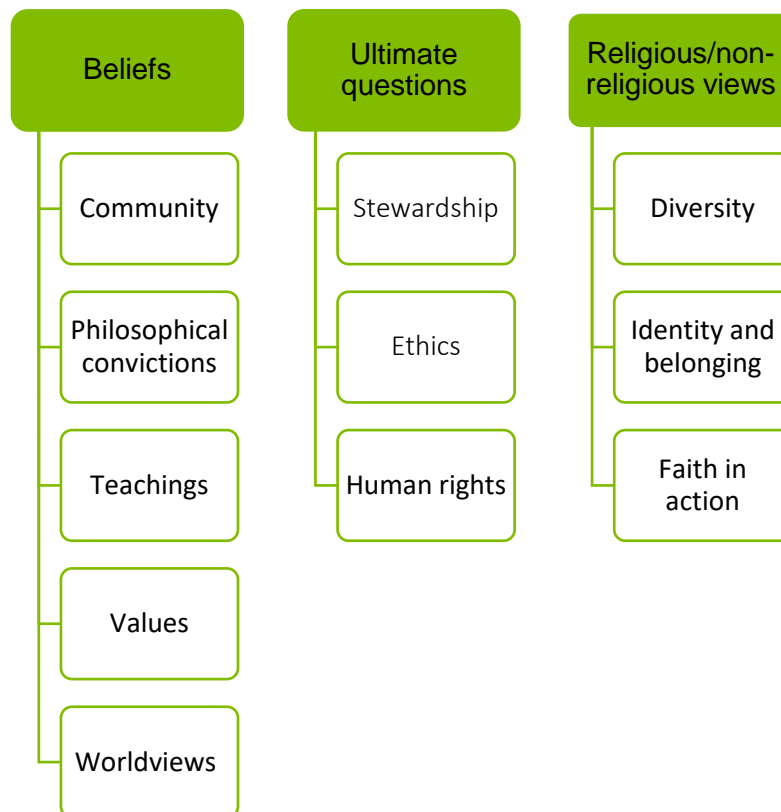 Beliefs
Community
Philosophical
convictions
Teachings
Values
Worldviews
Ultimate
questions
Stewardship
Ethics
Human rights
Religious/non-
religious views
Diversity
Identity and
belonging
Faith in
action